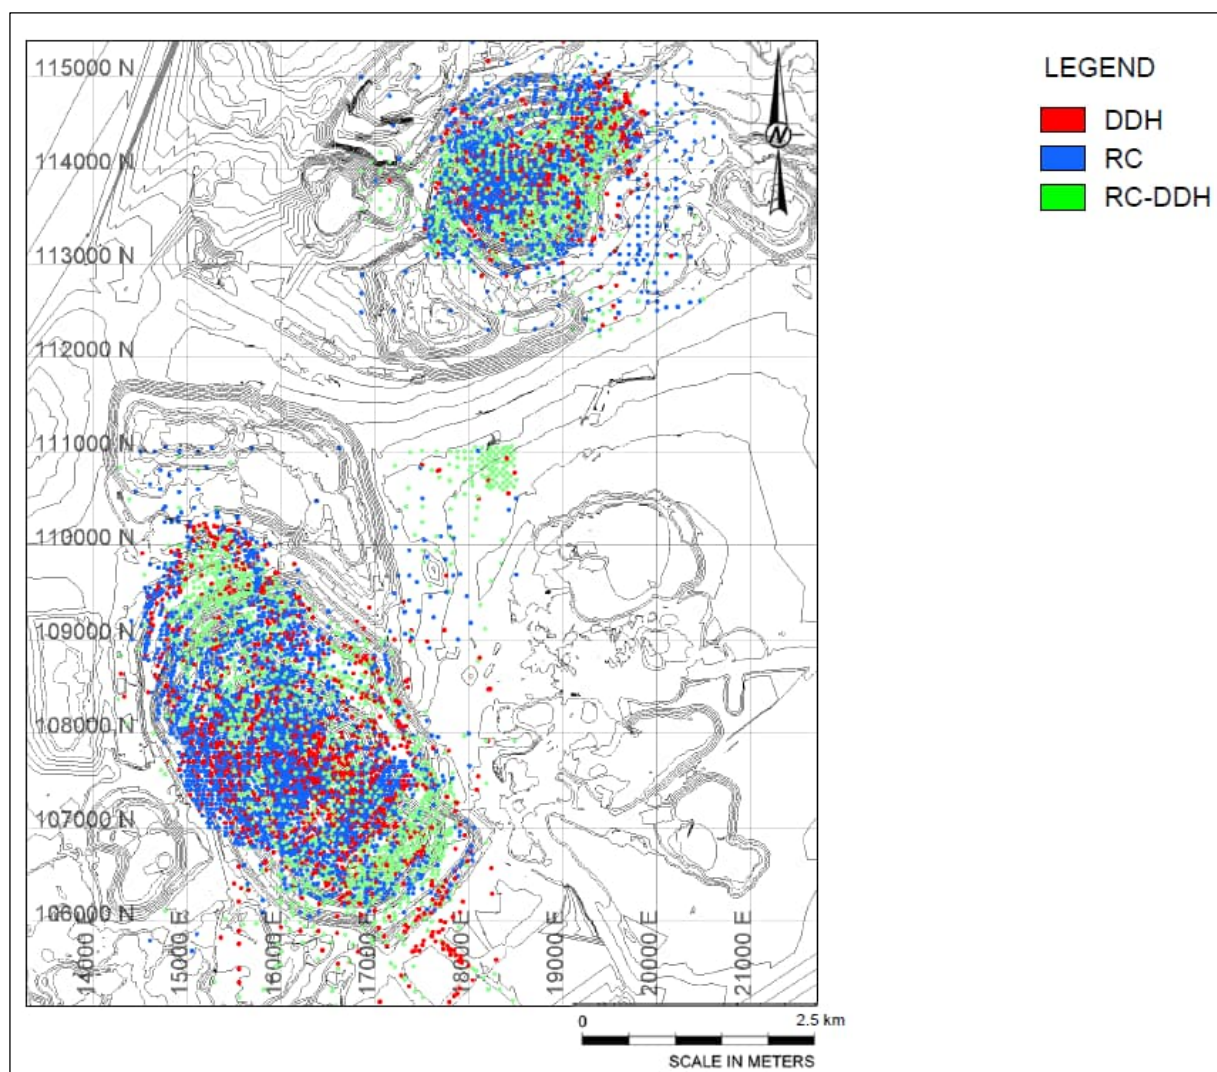 LEGEND
DDH
RC
RC-DDH
N
115000 N
114000 N
113000 N
112000 N
111000 N
110000 N
109000 N
108000 N
107000 N
106000 N
14000 E
15000 E
16000 E
17000 E
18000 E
19000 E
20000 E
21000 E
0 2.5 km
SCALE IN METERS